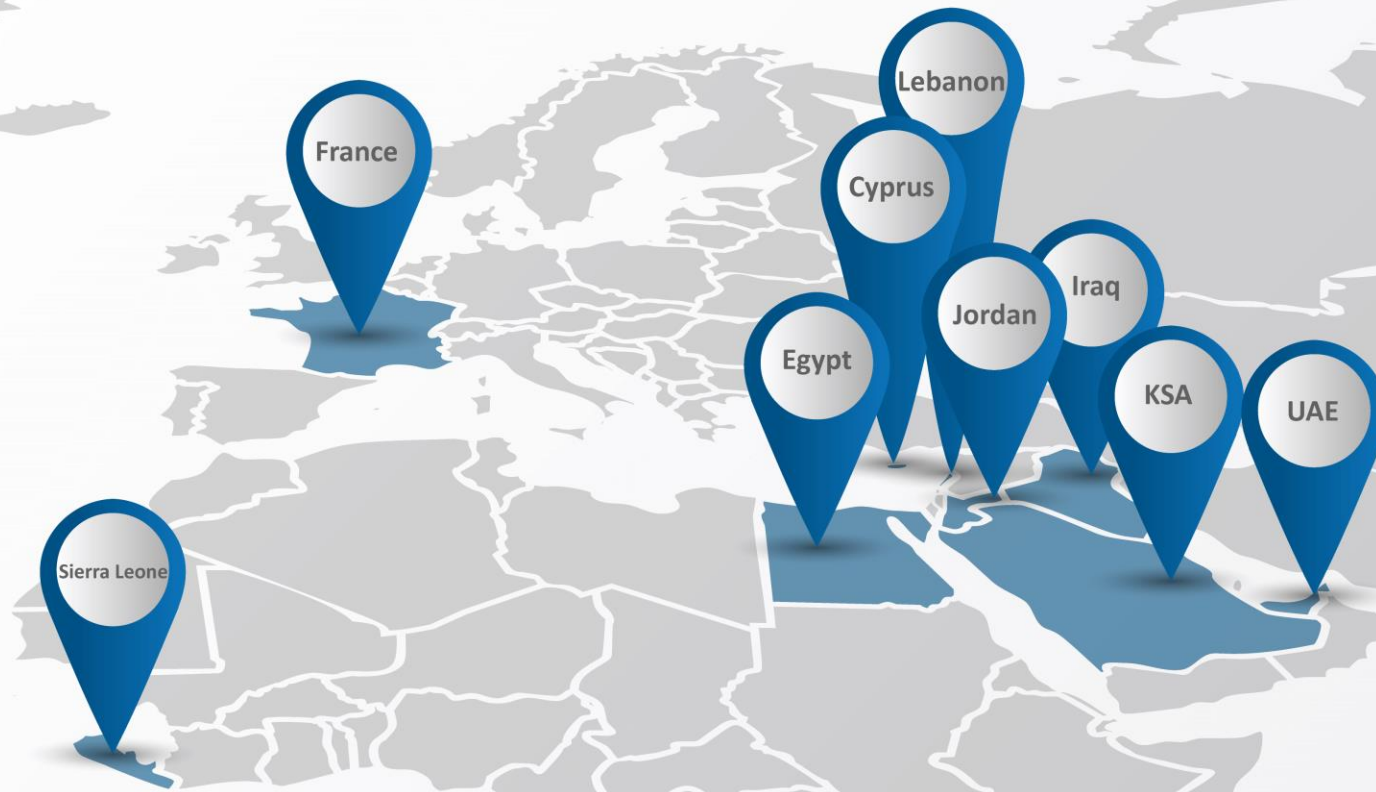 Lebanon
France
Cyprus
Iraq
Jordan
Egypt
KSA
UAE
Sierra Leone